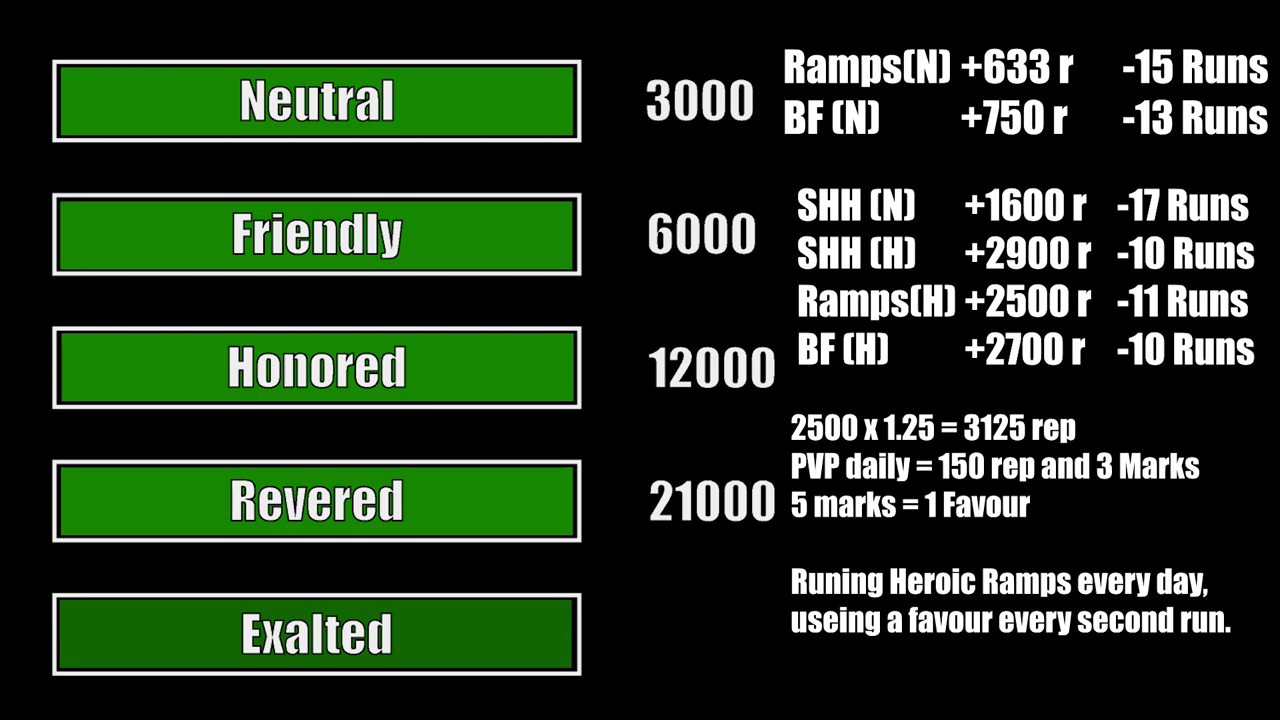 Neutral
3000
Ramps(N) +633 r -15 Runs
BF (N) +750 r -13 Runs
Friendly
6000
SHH (N) +1600 r -17 Runs
SHH (H) +2900 r -10 Runs
Ramps(H) +2500 r -11 Runs
BF (H) +2700 r -10 Runs
Honored
12000
2500 x 1.25 = 3125 rep
PVP daily = 150 rep and 3 Marks
5 marks = 1 Favour
Revered
21000
Runing Heroic Ramps every day,
useing a favour every second run.
Exalted